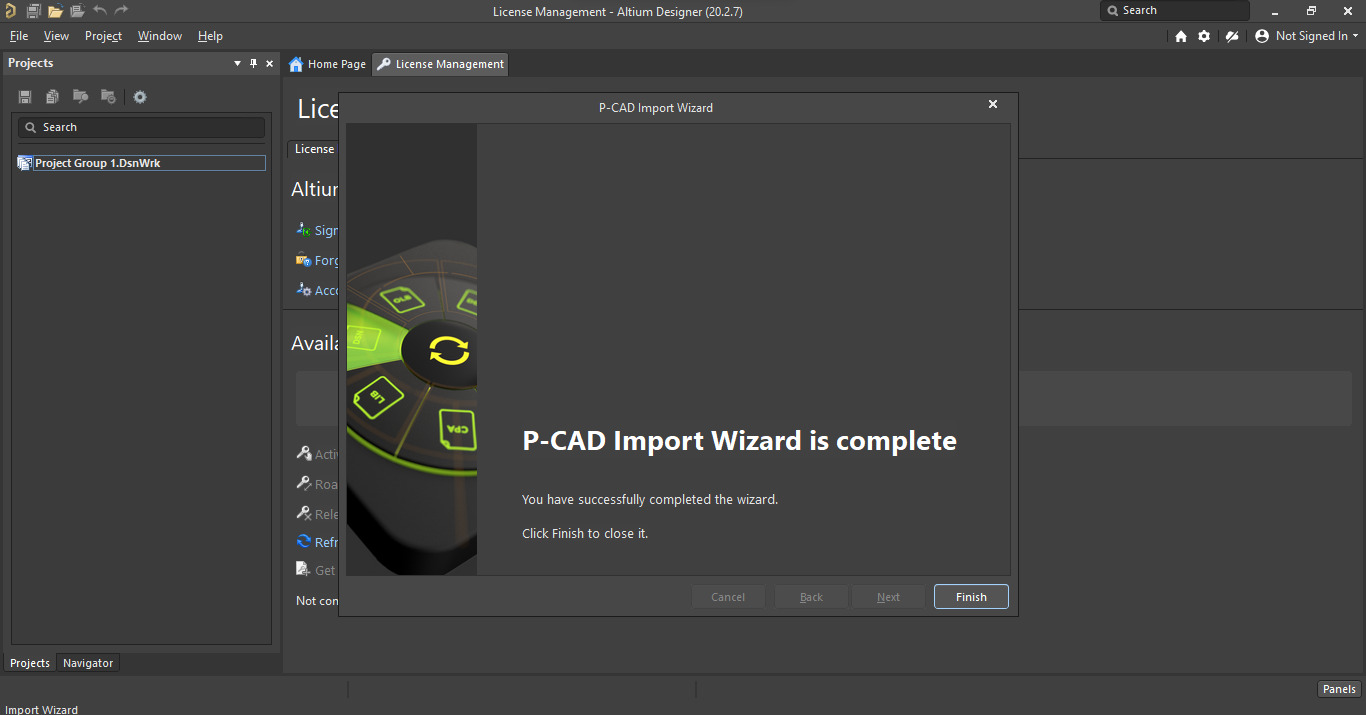 License Management - Altium Designer (20.2.7)
Search
File View Project Window Help
Not Signed In
Projects
Home Page
License Management
Search
Project Group 1.DsnWrk
Lice
License
Altiu
Sign
Forg
Acco
Availa
Activ
Roa
Rele
Refr
Get
Not con
P-CAD Import Wizard
OLB
DSN
LIB
CPA
P-CAD Import Wizard is complete
You have successfully completed the wizard.
Click Finish to close it.
Cancel Back Next Finish
Projects Navigator
Panels
Import Wizard